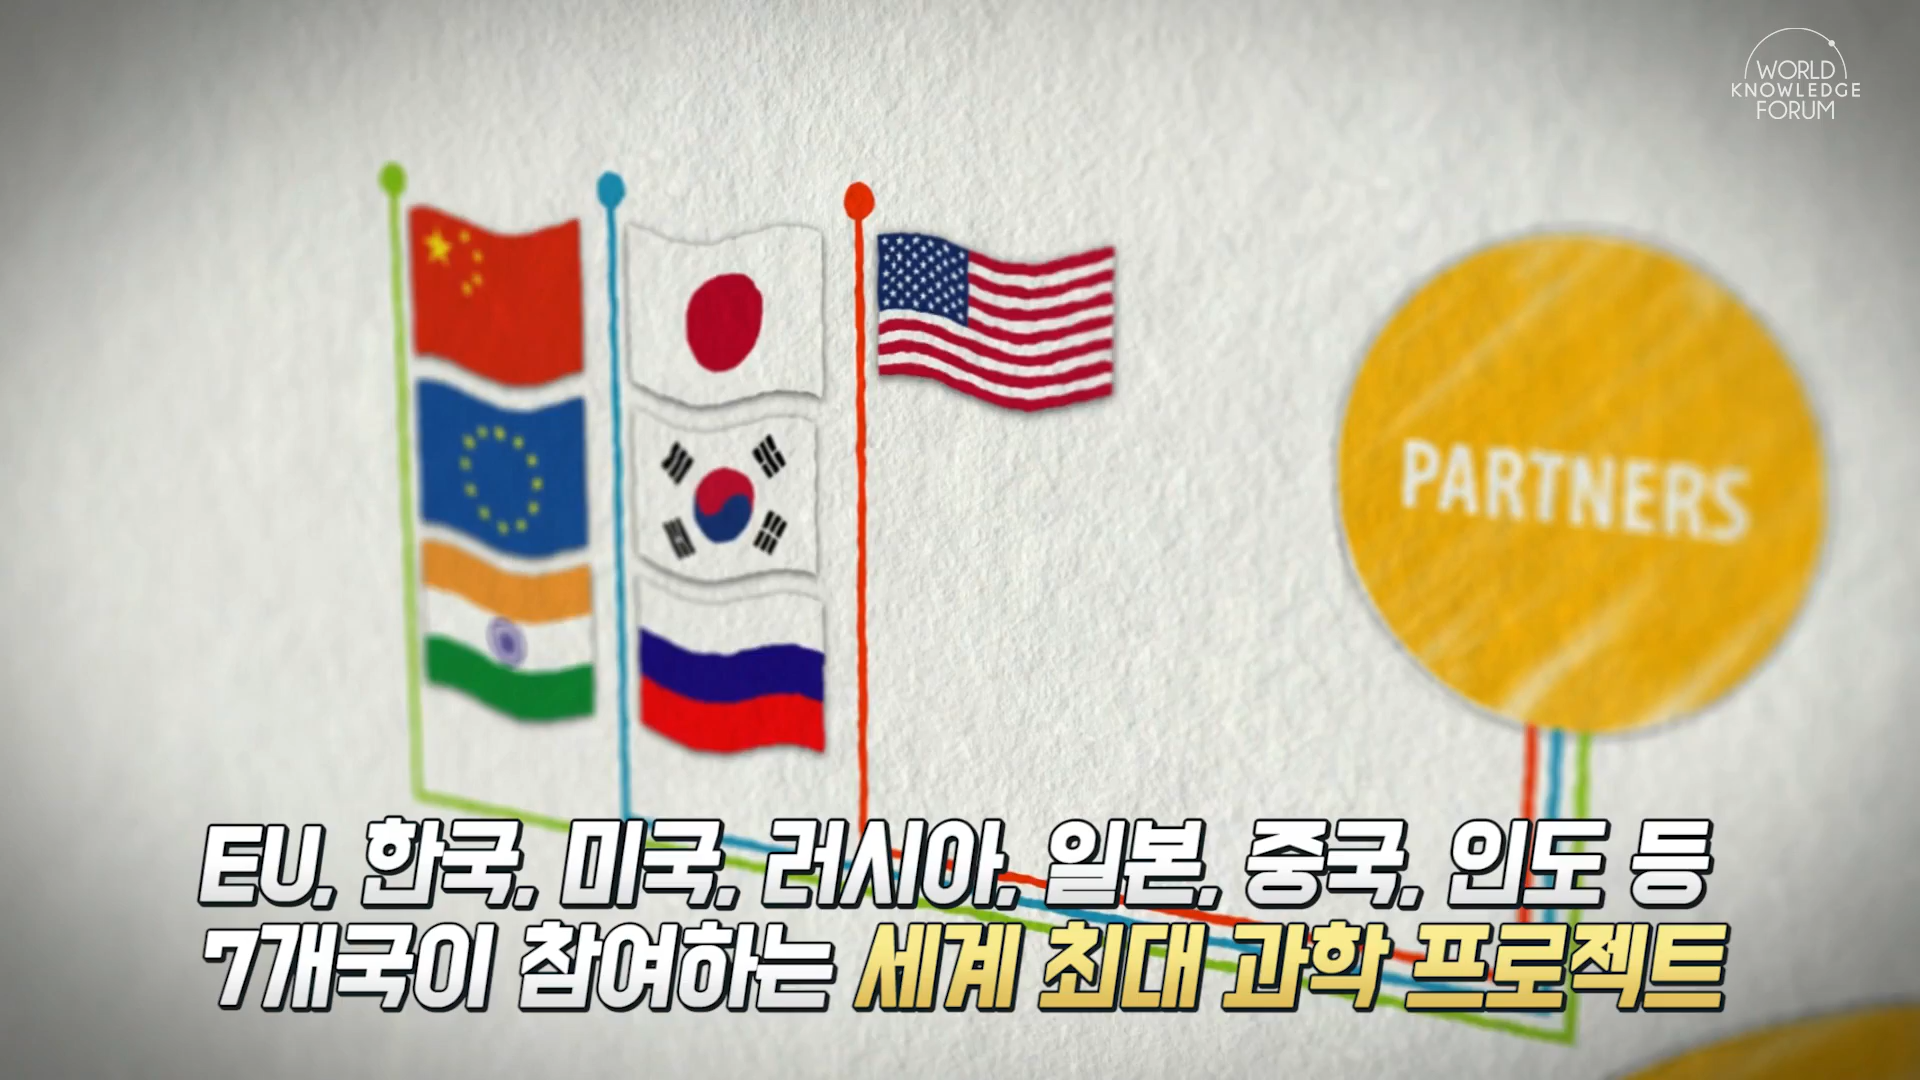 WORLD
KNOWLEDGE
FORUM
PARTNERS
EU, 한국, 미국, 러시아, 일본, 중국, 인도 등
7개국이 참여하는 세계 최대 과학 프로젝트